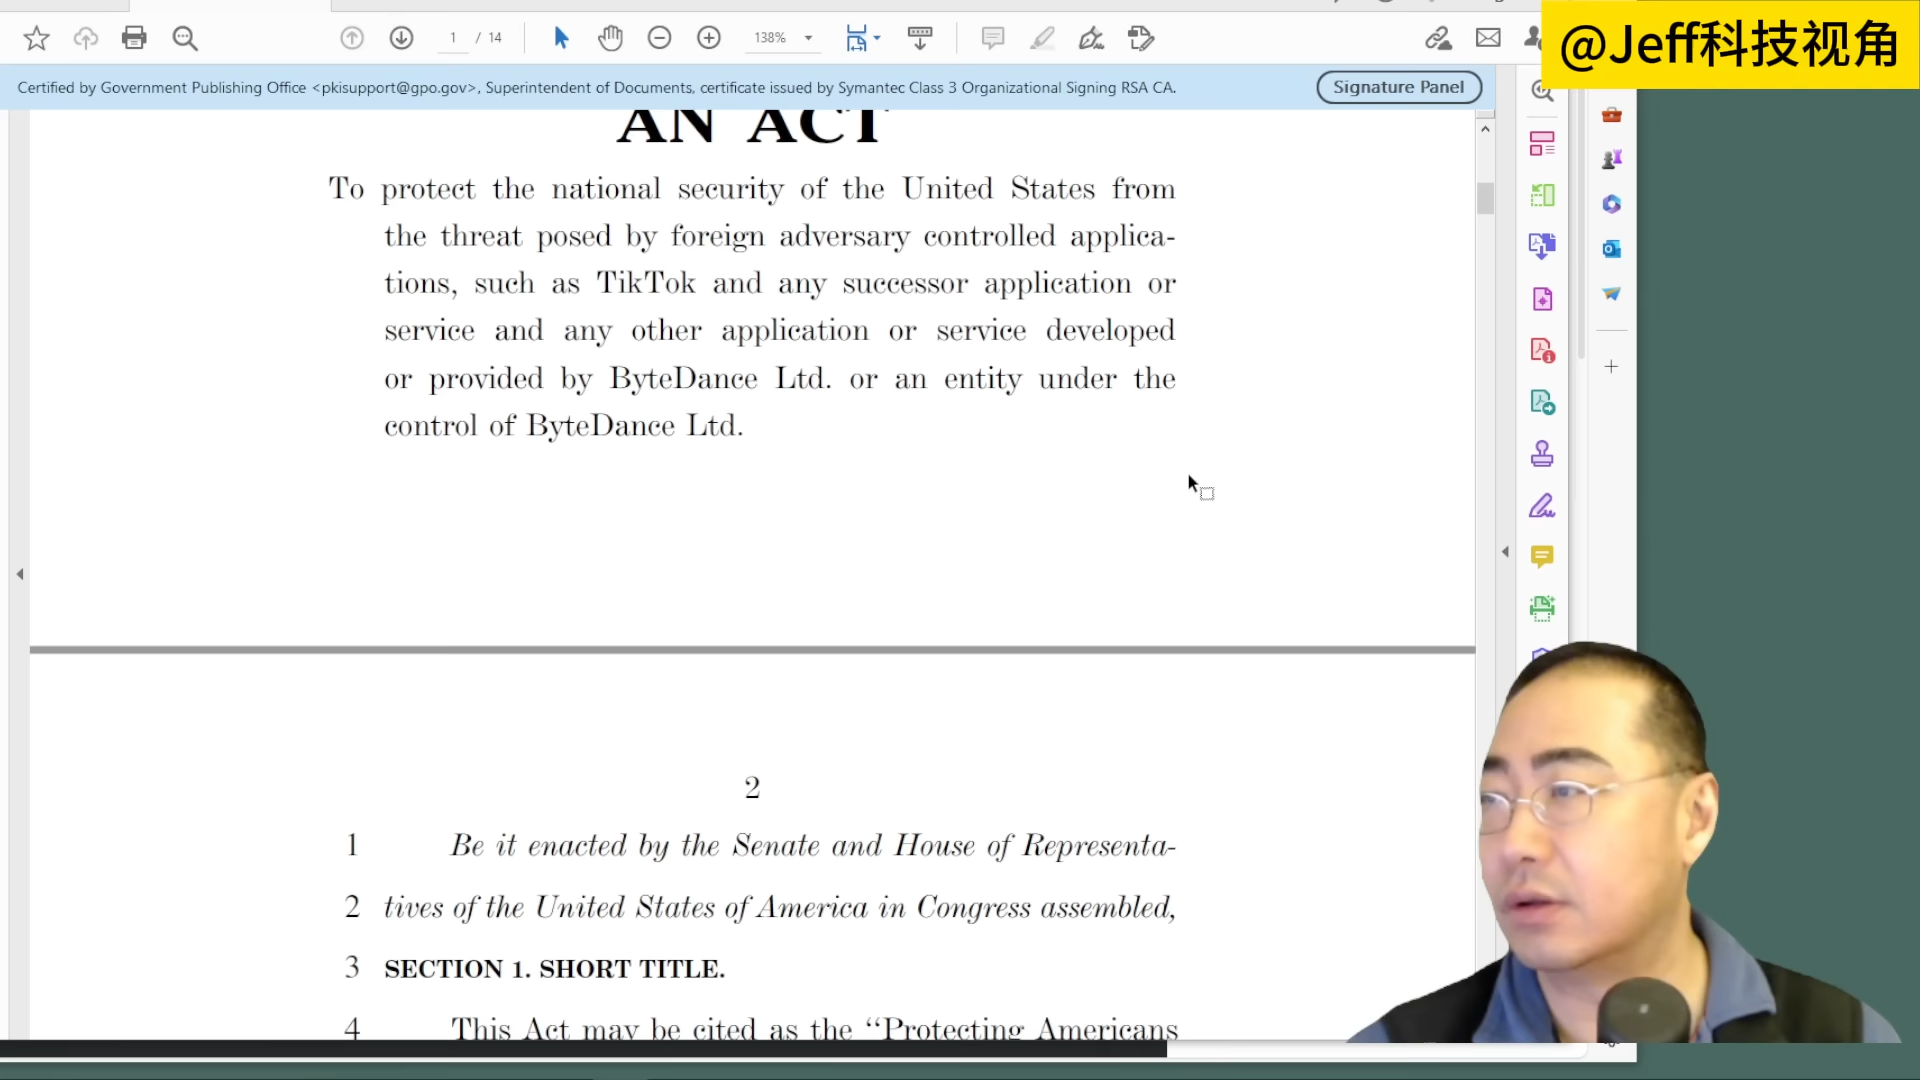 @Jeff科技视角
1 / 14
138%
Certified by Government Publishing Office <pkisupport@gpo.gov>, Superintendent of Documents, certificate issued by Symantec Class 3 Organizational Signing RSA CA.
Signature Panel
AN ACT
To protect the national security of the United States from
the threat posed by foreign adversary controlled applica-
tions, such as TikTok and any successor application or
service and any other application or service developed
or provided by ByteDance Ltd. or an entity under the
control of ByteDance Ltd.
2
1 Be it enacted by the Senate and House of Representa-
2 tives of the United States of America in Congress assembled,
3 SECTION 1. SHORT TITLE.
4 This Act may be cited as the ‘‘Protecting Americans